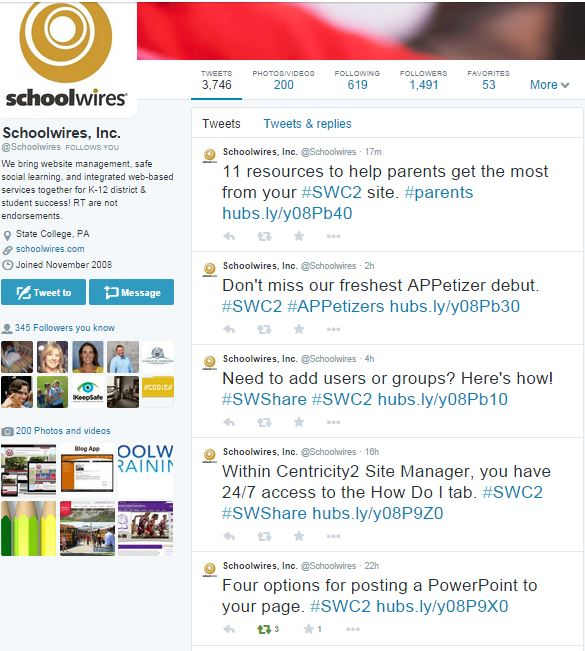 schoolwires®
Schoolwires, Inc.
@Schoolwires FOLLOWS YOU
We bring website management, safe
social learning, and integrated web-based
services together for K-12 district &
student success! RT are not
endorsements.
State College, PA
schoolwires.com
Joined November 2008
Tweet to
Message
345 Followers you know
iKeepSafe
#CODIE#
200 Photos and videos
Blog App
OOLW
RAININ
TWEETS PHOTOS/VIDEOS FOLLOWING FOLLOWERS FAVORITES
3,746 200 619 1,491 53
More
Tweets Tweets & replies
Schoolwires, Inc. @Schoolwires · 17m
11 resources to help parents get the most
from your #SWC2 site. #parents
hubs.ly/y08Pb40
Schoolwires, Inc. @Schoolwires · 2h
Don't miss our freshest APPetizer debut.
#SWC2 #APPetizers hubs.ly/y08Pb30
Schoolwires, Inc. @Schoolwires · 4h
Need to add users or groups? Here's how!
#SWShare #SWC2 hubs.ly/y08Pb10
Schoolwires, Inc. @Schoolwires · 16h
Within Centricity2 Site Manager, you have
24/7 access to the How Do I tab. #SWC2
#SWShare hubs.ly/y08P9Z0
Schoolwires, Inc. @Schoolwires · 22h
Four options for posting a PowerPoint to
your page. #SWC2 hubs.ly/y08P9X0
3 1